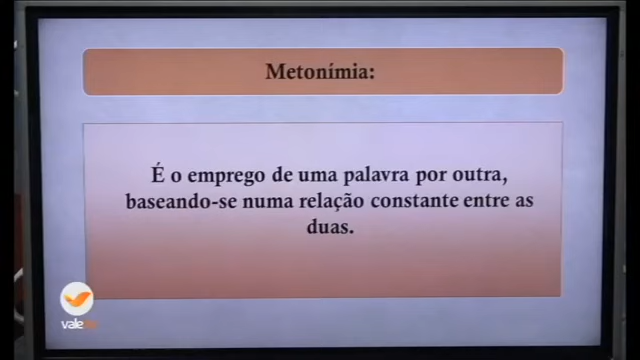 Metonímia:
É o emprego de uma palavra por outra,
baseando-se numa relação constante entre as
duas.
vale